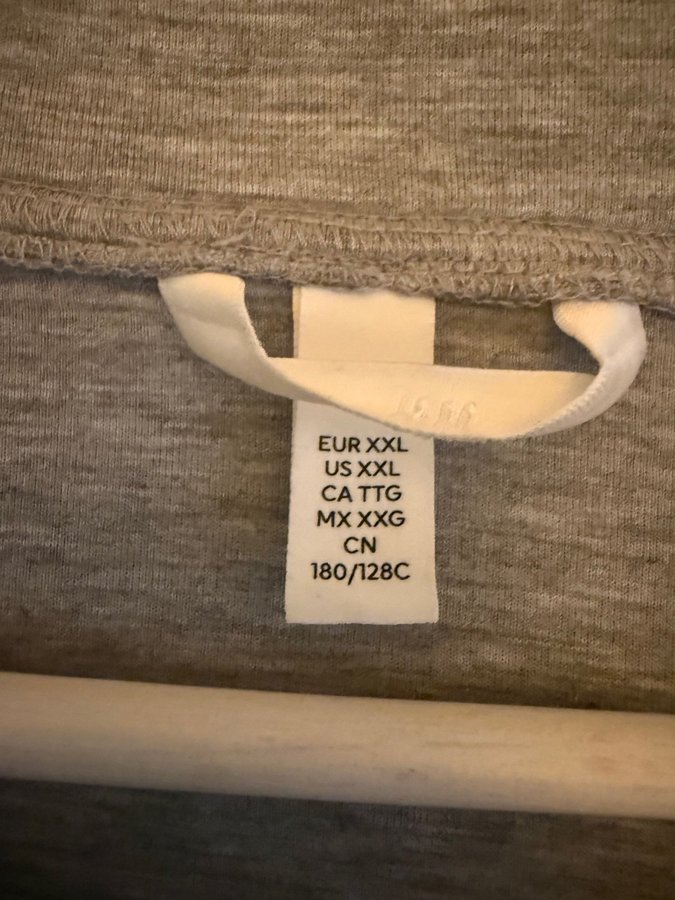 EUR XXL
US XXL
CA TTG
MX XXG
CN
180/128C